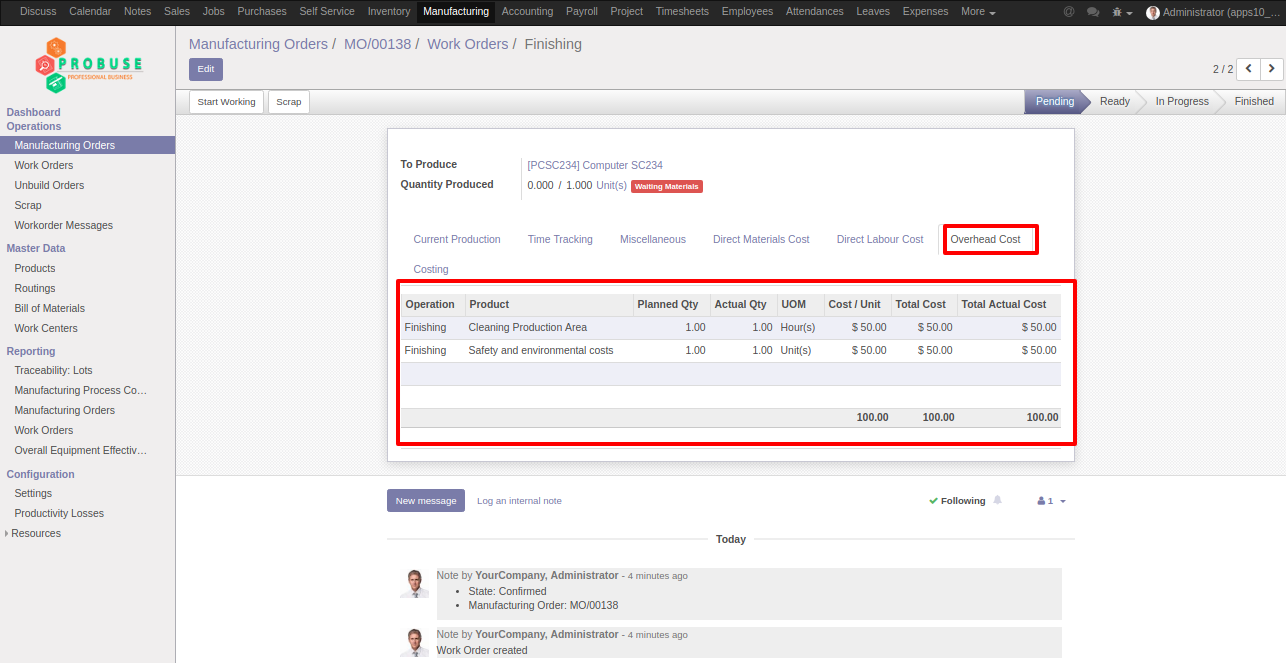 Discuss Calendar Notes Sales Jobs Purchases Self Service Inventory Manufacturing Accounting Payroll Project Timesheets Employees Attendances Leaves Expenses More @ Administrator (apps10_...
PROBUSE
PROFESSIONAL BUSINESS
Dashboard
Operations
Manufacturing Orders
Work Orders
Unbuild Orders
Scrap
Workorder Messages
Master Data
Products
Routings
Bill of Materials
Work Centers
Reporting
Traceability: Lots
Manufacturing Process Co...
Manufacturing Orders
Work Orders
Overall Equipment Effectiv...
Configuration
Settings
Productivity Losses
Resources
Manufacturing Orders / MO/00138 / Work Orders / Finishing
Edit
2 / 2
Start Working Scrap
Pending Ready In Progress Finished
To Produce [PCSC234] Computer SC234
Quantity Produced 0.000 / 1.000 Unit(s) Waiting Materials
Current Production Time Tracking Miscellaneous Direct Materials Cost Direct Labour Cost Overhead Cost
Costing
Operation Product Planned Qty Actual Qty UOM Cost / Unit Total Cost Total Actual Cost
Finishing Cleaning Production Area 1.00 1.00 Hour(s) $ 50.00 $ 50.00 $ 50.00
Finishing Safety and environmental costs 1.00 1.00 Unit(s) $ 50.00 $ 50.00 $ 50.00
100.00 100.00 100.00
New message Log an internal note Following 1
Today
Note by YourCompany, Administrator - 4 minutes ago
• State: Confirmed
• Manufacturing Order: MO/00138
Note by YourCompany, Administrator - 4 minutes ago
Work Order created